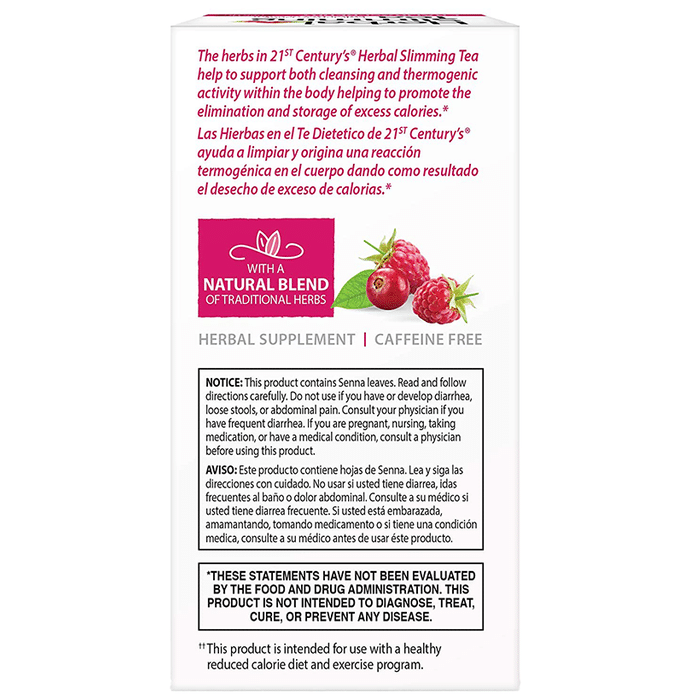 The herbs in 21ST Century's® Herbal Slimming Tea
help to support both cleansing and thermogenic
activity within the body helping to promote the
elimination and storage of excess calories.*
Las Hierbas en el Te Dietetico de 21ST Century's®
ayuda a limpiar y origina una reacción
termogénica en el cuerpo dando como resultado
el desecho de exceso de calorias.*
WITH A
NATURAL BLEND
OF TRADITIONAL HERBS
HERBAL SUPPLEMENT | CAFFEINE FREE
NOTICE: This product contains Senna leaves. Read and follow
directions carefully. Do not use if you have or develop diarrhea,
loose stools, or abdominal pain. Consult your physician if you
have frequent diarrhea. If you are pregnant, nursing, taking
medication, or have a medical condition, consult a physician
before using this product.
AVISO: Este producto contiene hojas de Senna. Lea y siga las
direcciones con cuidado. No usar si usted tiene diarrea, idas
frecuentes al baño o dolor abdominal. Consulte a su médico si
usted tiene diarrea frecuente. Si usted está embarazada,
amamantando, tomando medicamento o si tiene una condición
medica, consulte a su médico antes de usar éste producto.
*THESE STATEMENTS HAVE NOT BEEN EVALUATED
BY THE FOOD AND DRUG ADMINISTRATION. THIS
PRODUCT IS NOT INTENDED TO DIAGNOSE, TREAT,
CURE, OR PREVENT ANY DISEASE.
††This product is intended for use with a healthy
reduced calorie diet and exercise program.